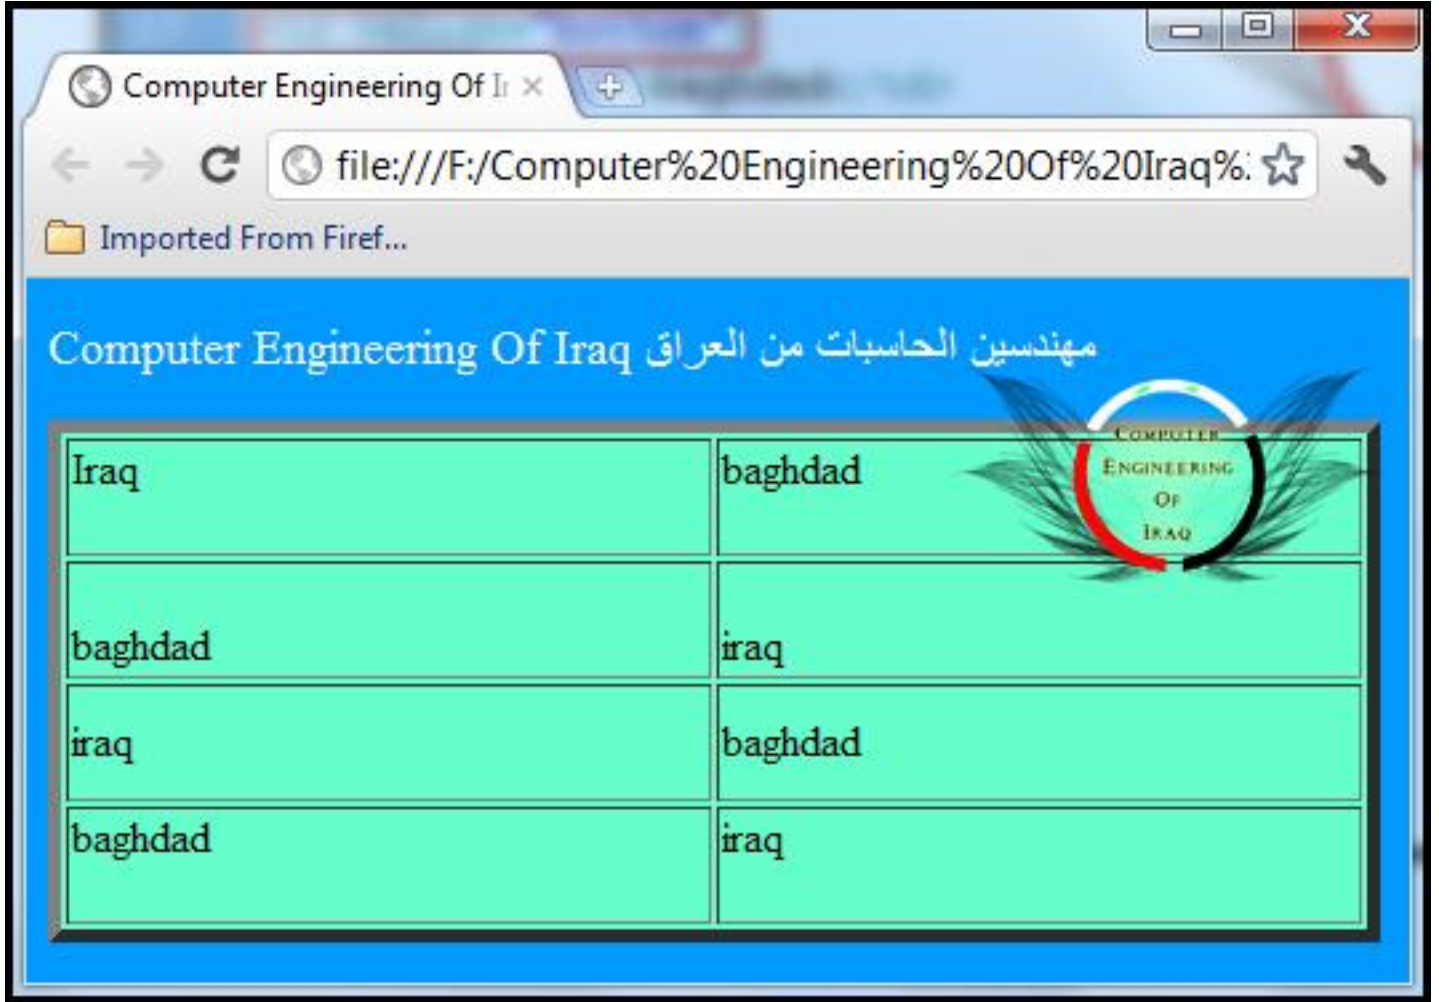 Computer Engineering Of
file:///F:/Computer%20Engineering%20Of%20Iraq%
Imported From Firef...
Computer Engineering Of Iraq مهندسين الحاسبات من العراق
COMPUTER
ENGINEERING
OF
IRAQ
Iraq baghdad
baghdad iraq
iraq baghdad
baghdad iraq